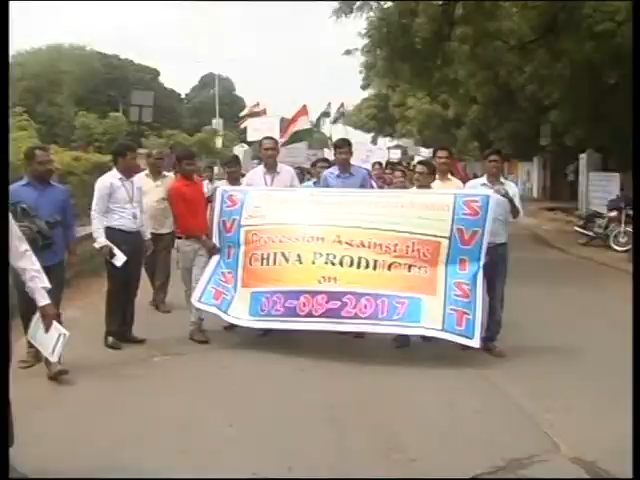 SVIST
Procession Against the
CHINA PRODUCTS
on
02-08-2017
SVIST